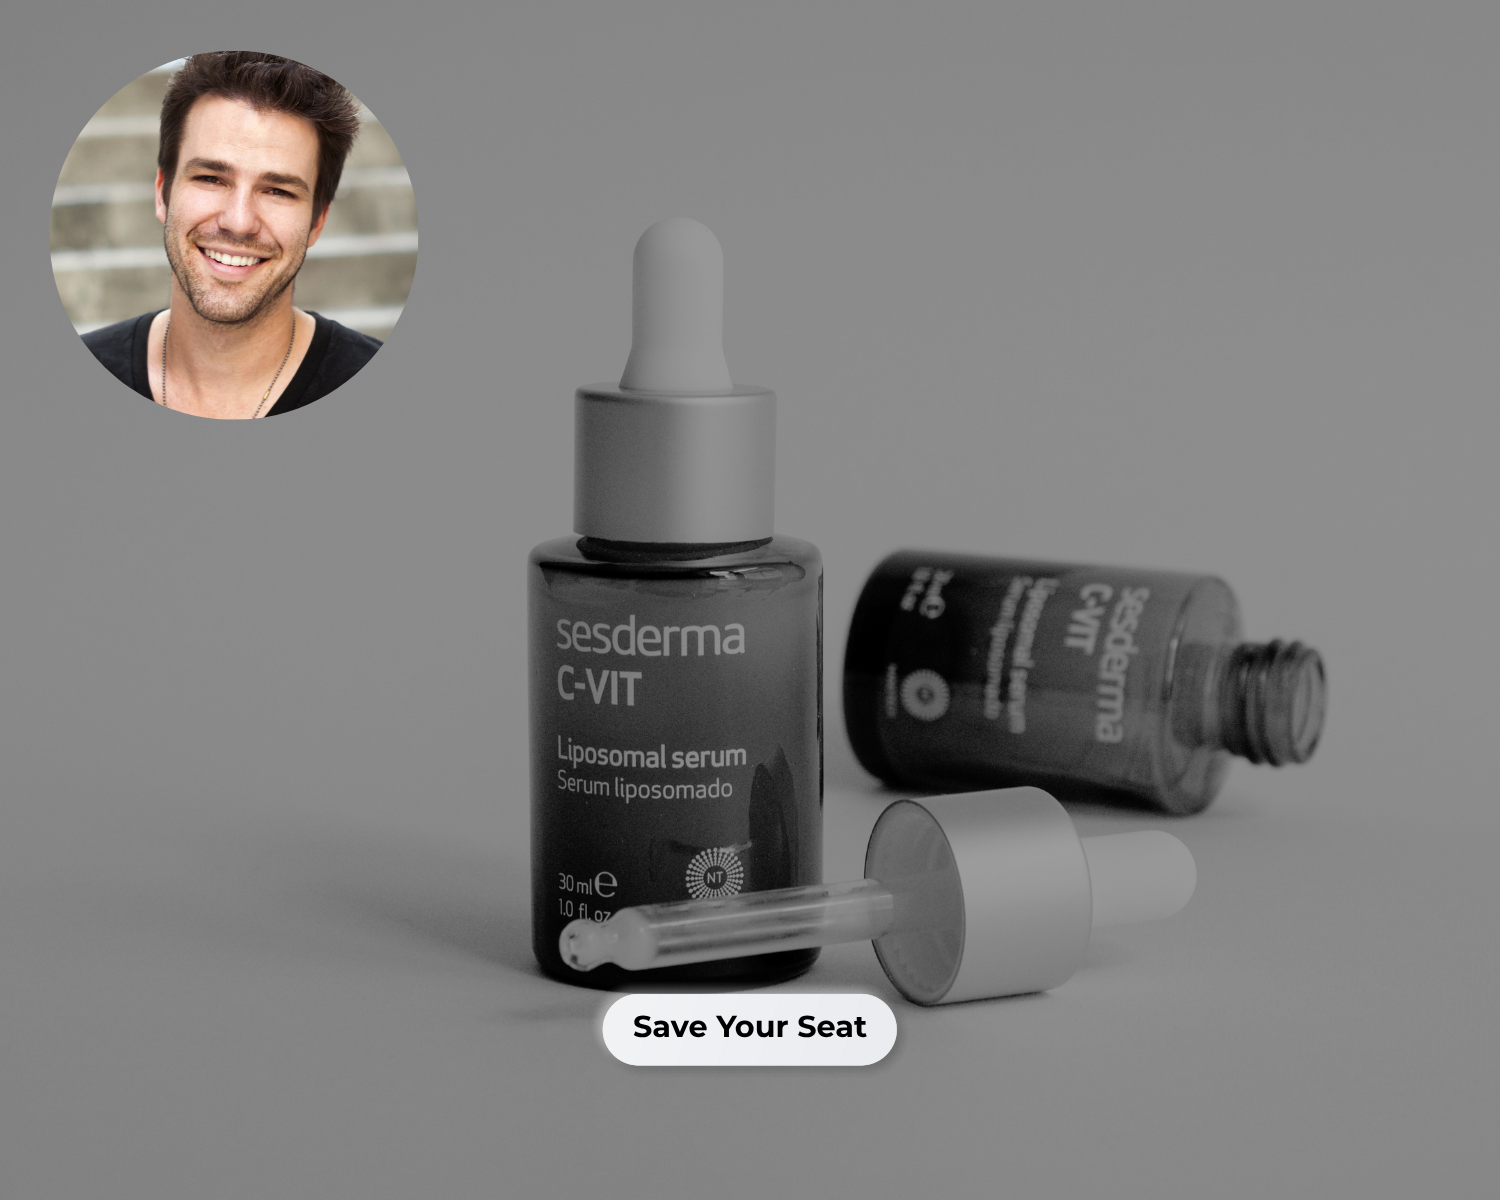 sesderma
C-VIT
Liposomal serum
Serum liposomado
30 ml e
1.0 fl. oz
NT
sesderma
C-VIT
Liposomal serum
Serum liposomado
Save Your Seat